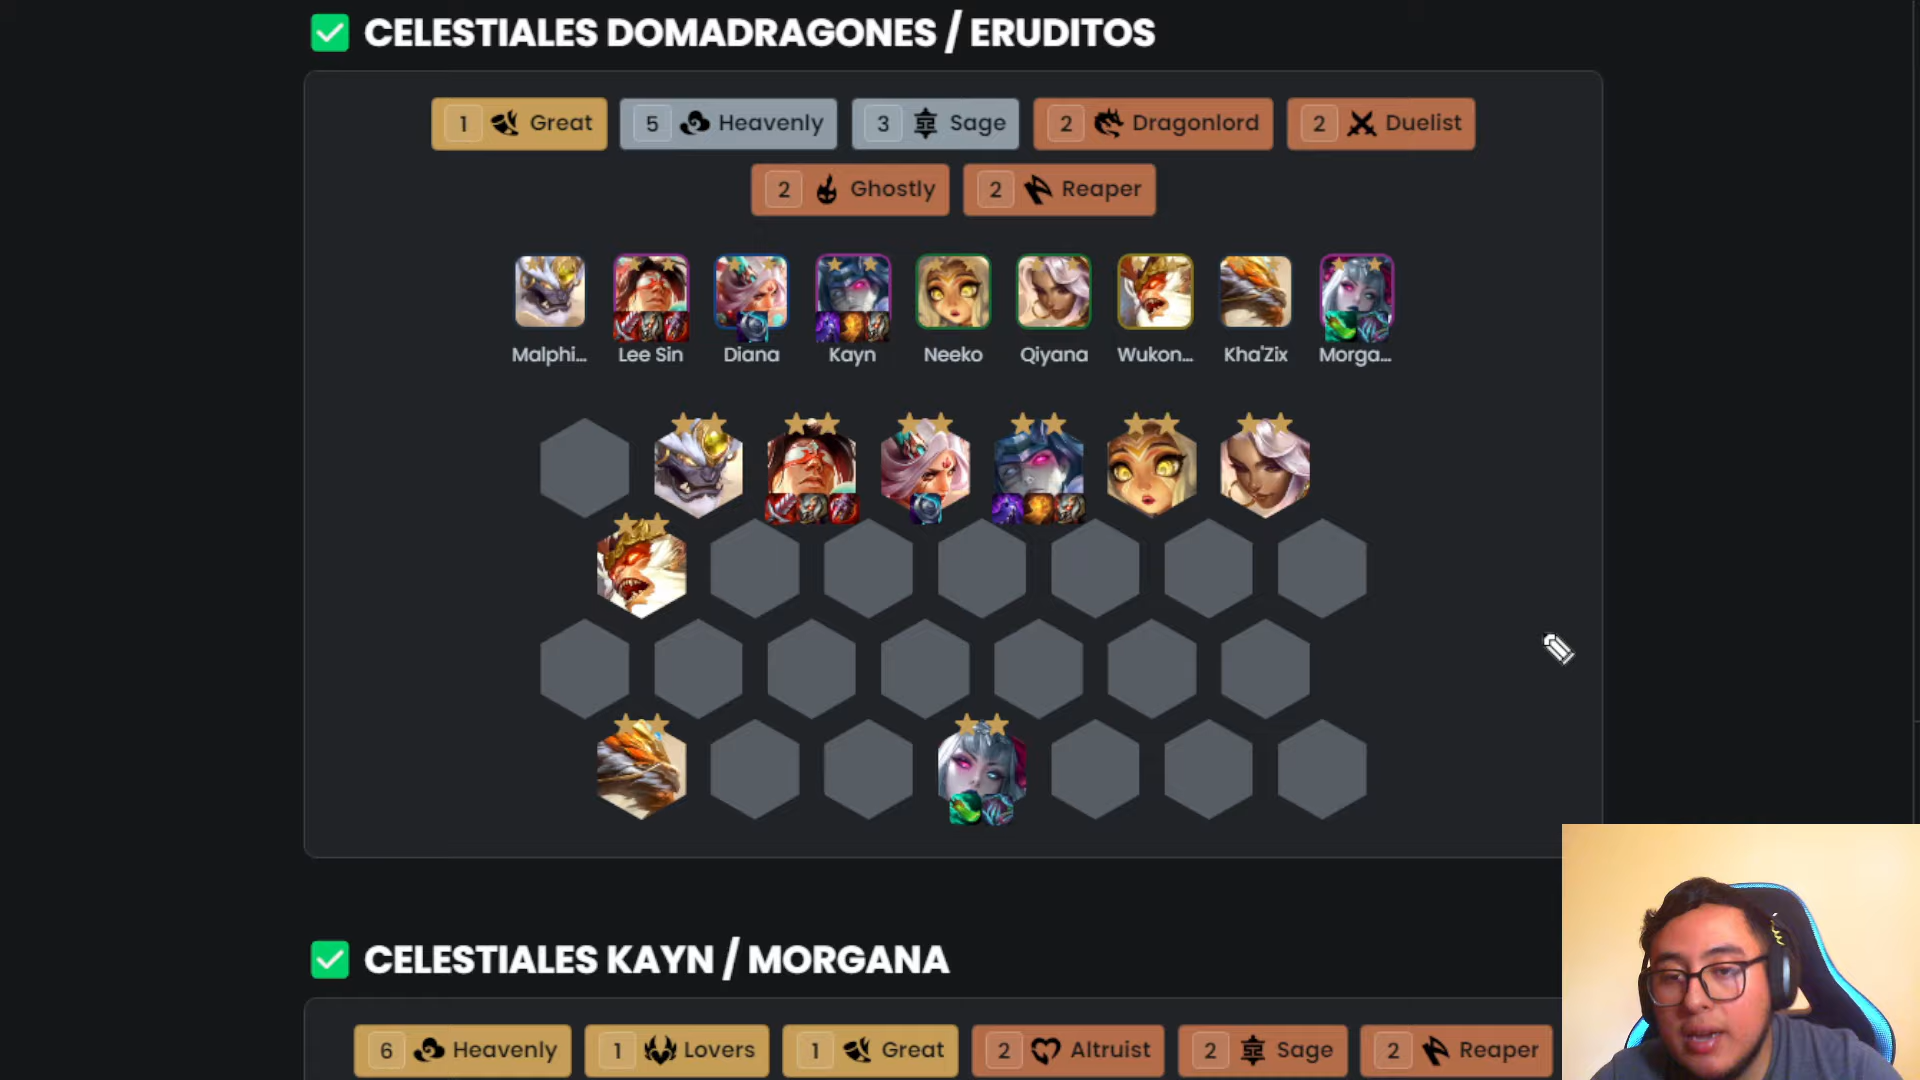 CELESTIALES DOMADRAGONES / ERUDITOS
1 Great 5 Heavenly 3 Sage 2 Dragonlord 2 Duelist
2 Ghostly 2 Reaper
Malphi... Lee Sin Diana Kayn Neeko Qiyana Wukon... Kha'Zix Morga...
CELESTIALES KAYN / MORGANA
6 Heavenly 1 Lovers 1 Great 2 Altruist 2 Sage 2 Reaper